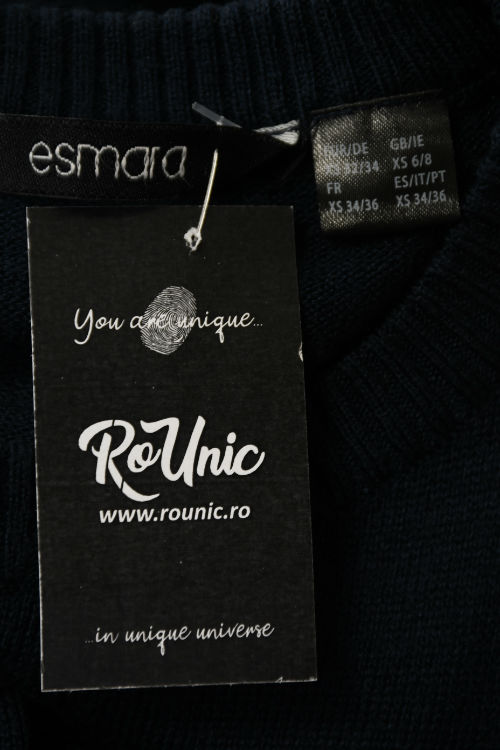 esmara
EUR/DE GB/IE
XS 32/34 XS 6/8
FR ES/IT/PT
XS 34/36 XS 34/36
You are unique...
RoUnic
www.rounic.ro
...in unique universe